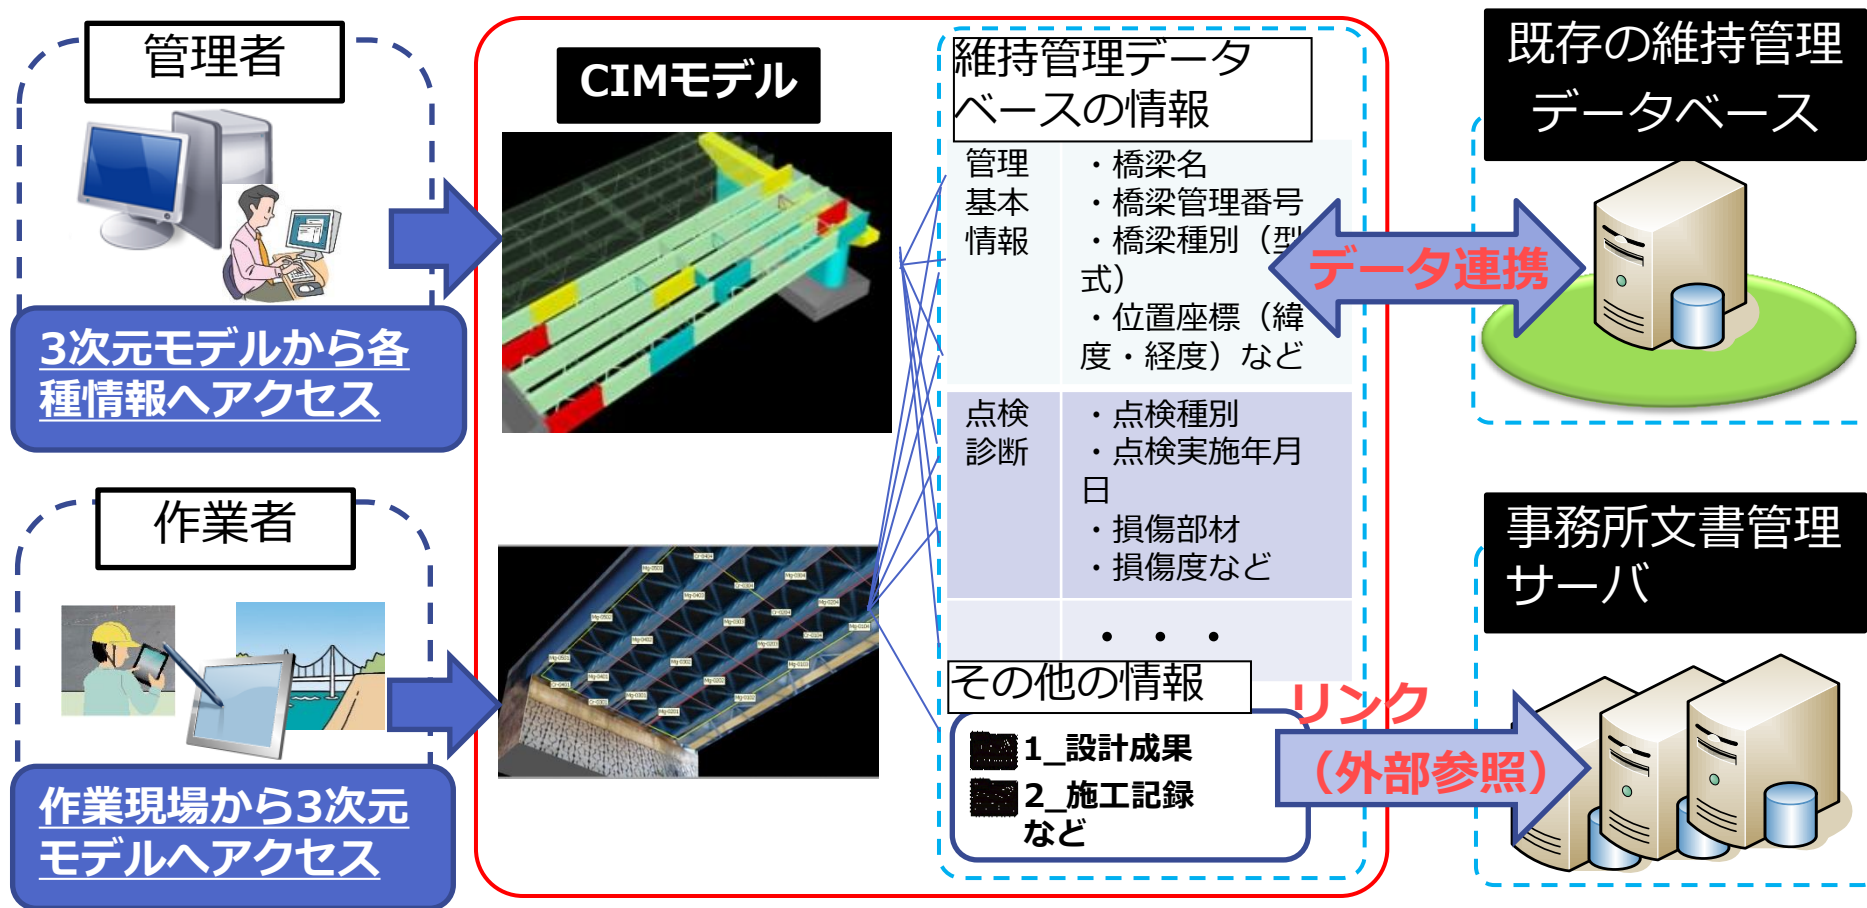 管理者
3次元モデルから各
種情報へアクセス
作業者
作業現場から3次元
モデルへアクセス
CIMモデル
維持管理データ
ベースの情報
管理
基本
情報
・橋梁名
・橋梁管理番号
・橋梁種別（型
式）
・位置座標（緯
度・経度）など
点検
診断
・点検種別
・点検実施年月
日
・損傷部材
・損傷度など
・・・
その他の情報
1_設計成果
2_施工記録
など
データ連携
リンク
（外部参照）
既存の維持管理
データベース
事務所文書管理
サーバ